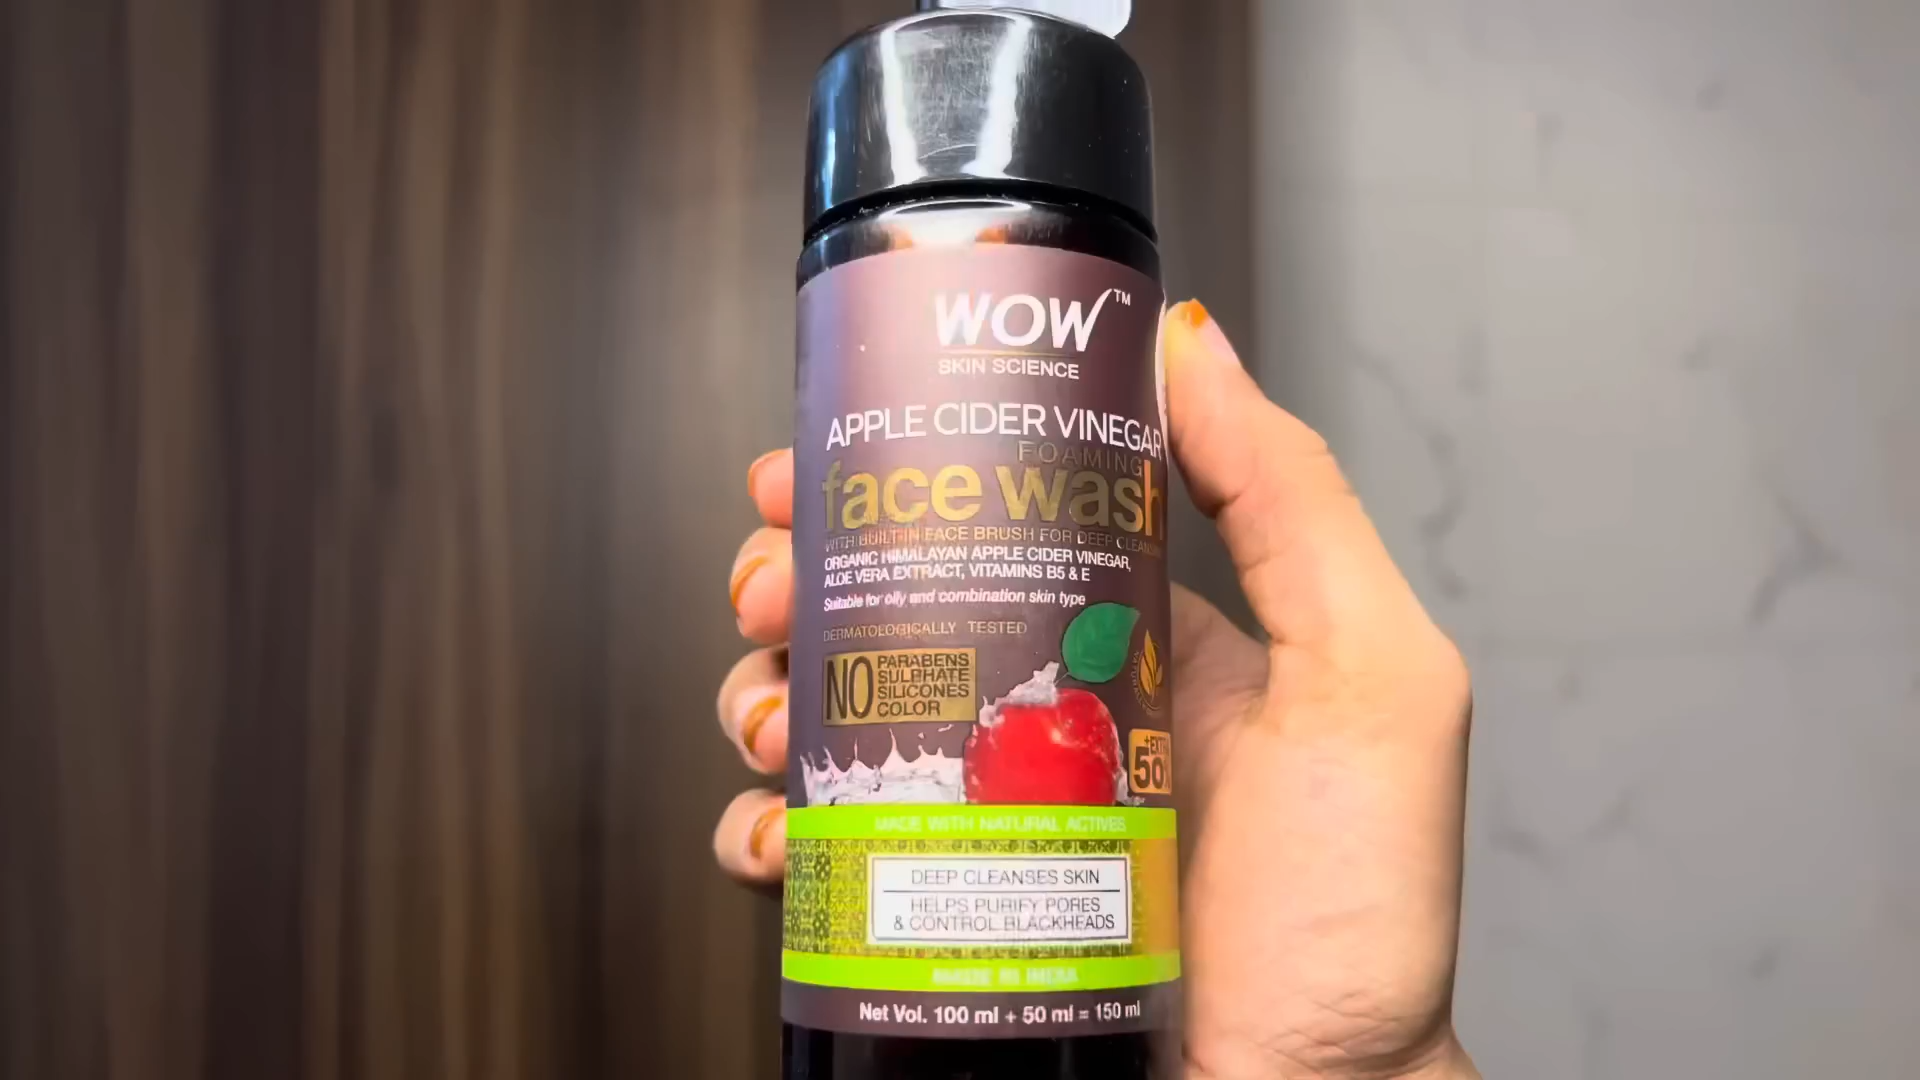 WOW™
SKIN SCIENCE
APPLE CIDER VINEGAR
FOAMING
face wash
WITH BUILT-IN FACE BRUSH FOR DEEP
ORGANIC HIMALAYAN APPLE CIDER VINEGAR,
ALOE VERA EXTRACT, VITAMINS B5 & E
Suitable for oily and combination skin type
DERMATOLOGICALLY TESTED
NO
PARABENS
SULPHATE
SILICONES
COLOR
50%
MADE WITH NATURAL ACTIVES
DEEP CLEANSES SKIN
HELPS PURIFY PORES
& CONTROL BLACKHEADS
MADE IN INDIA
Net Vol. 100 ml + 50 ml = 150 ml